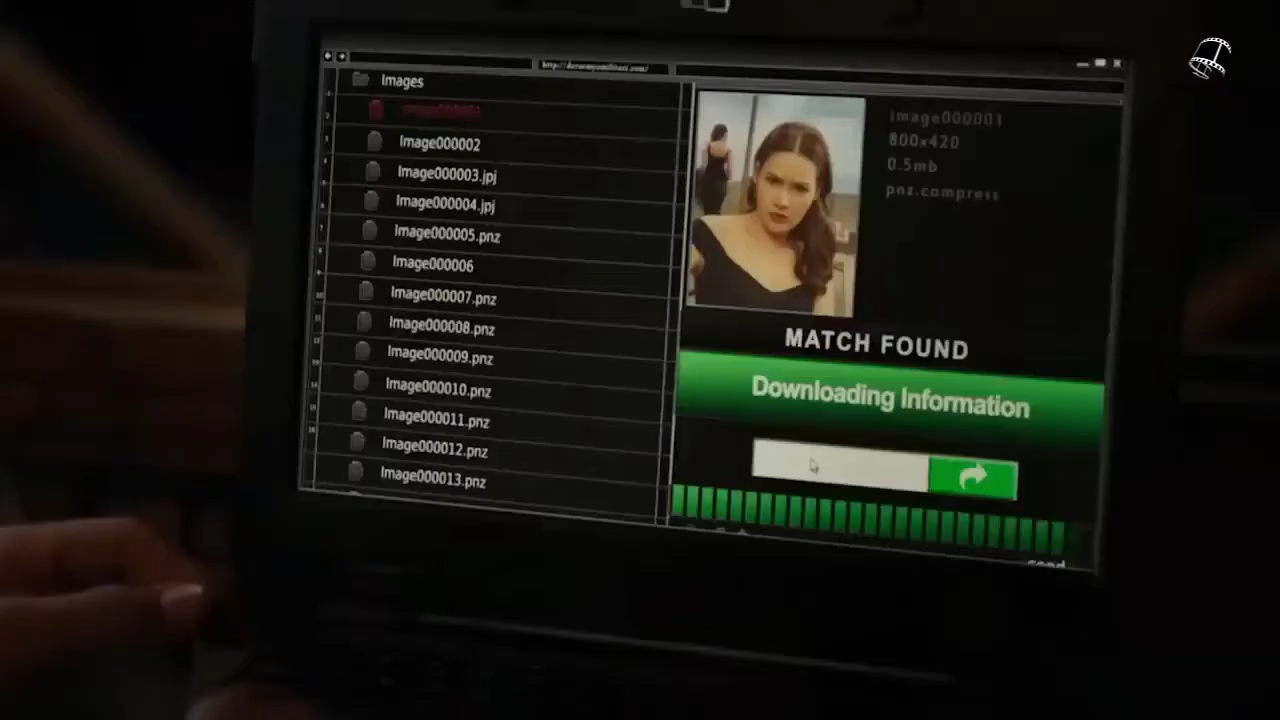 Images
Image000002
Image000003.jpj
Image000004.jpj
Image000005.pnz
Image000006
Image000007.pnz
Image000008.pnz
Image000009.pnz
Image000010.pnz
Image000011.pnz
Image000012.pnz
Image000013.pnz
image000001
800x420
0.5mb
pnz.compress
MATCH FOUND
Downloading Information
send